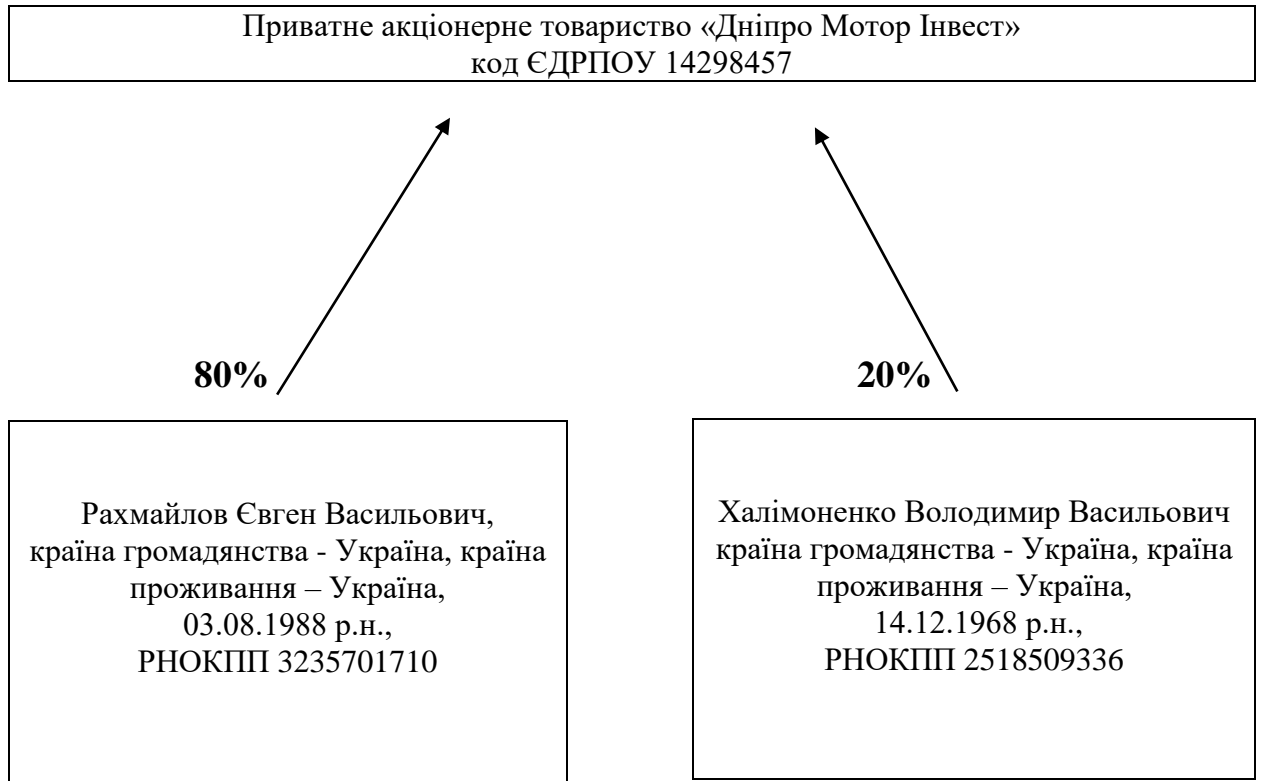 Приватне акціонерне товариство «Дніпро Мотор Інвест»
код ЄДРПОУ 14298457
80%
20%
Рахмайлов Євген Васильович,
країна громадянства - Україна, країна
проживання – Україна,
03.08.1988 р.н.,
РНОКПП 3235701710
Халімоненко Володимир Васильович
країна громадянства - Україна, країна
проживання – Україна,
14.12.1968 р.н.,
РНОКПП 2518509336